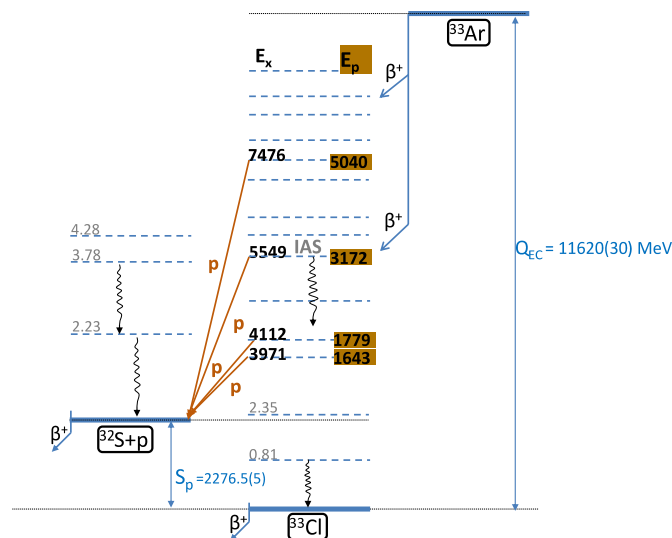 ³³Ar
Eₓ Eₚ
β⁺
7476 5040
β⁺
4.28
IAS
5549 3172
Q_EC = 11620(30) MeV
3.78
p
p
2.23
4112 1779
3971 1643
p
p
2.35
³²S+p
β⁺
0.81
Sₚ =2276.5(5)
³³Cl
β⁺